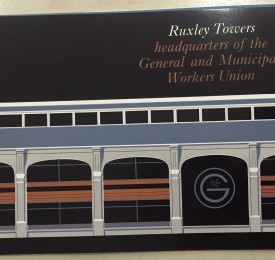 Ruxley Towers
headquarters of the
General and Municipa
Workers Union
G